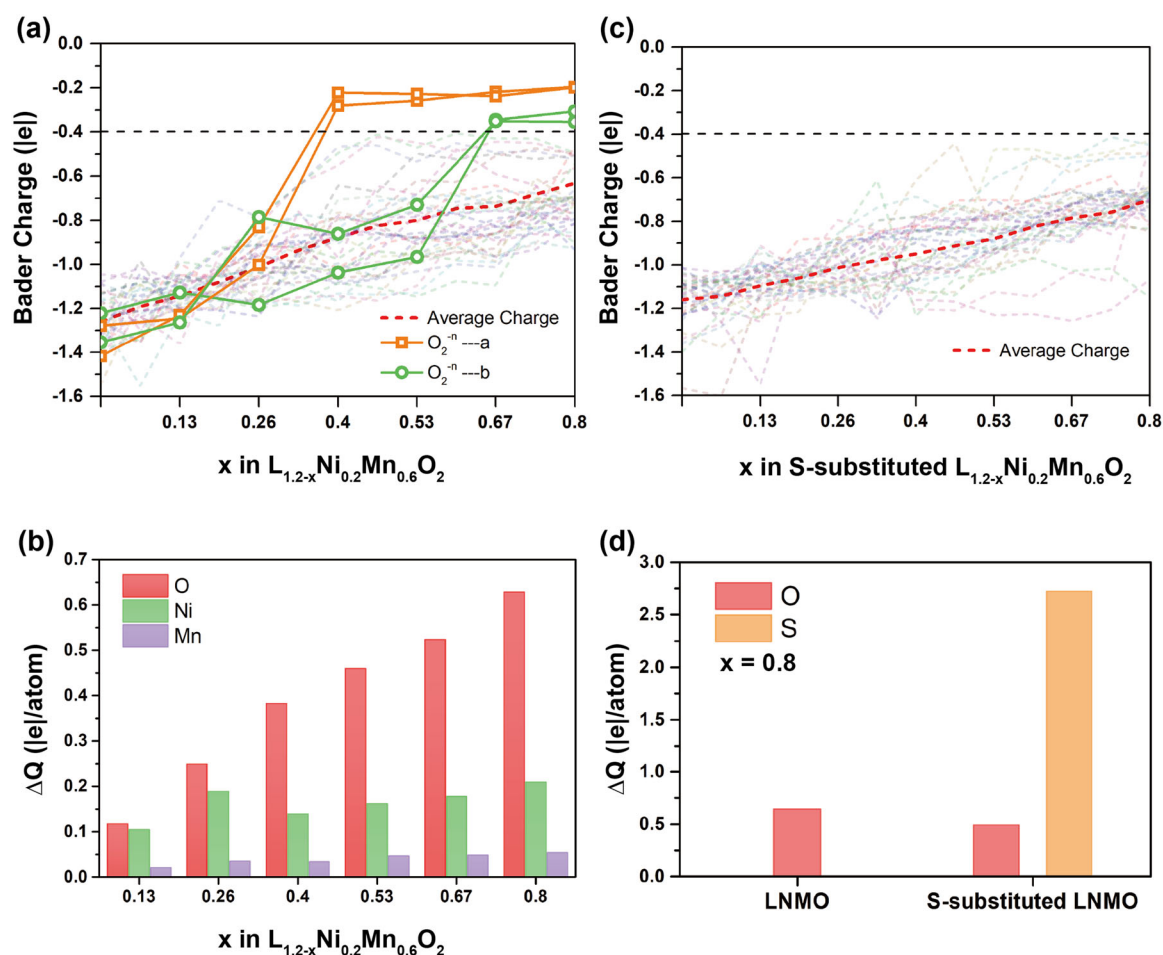 (a)
0.0
-0.2
-0.4
-0.6
-0.8
-1.0
-1.2
-1.4
-1.6
Bader Charge (|e|)
Average Charge
O₂⁻ⁿ ---a
O₂⁻ⁿ ---b
0.13 0.26 0.4 0.53 0.67 0.8
x in L₁.₂₋ₓNi₀.₂Mn₀.₆O₂
(c)
0.0
-0.2
-0.4
-0.6
-0.8
-1.0
-1.2
-1.4
-1.6
Bader Charge (|e|)
Average Charge
0.13 0.26 0.4 0.53 0.67 0.8
x in S-substituted L₁.₂₋ₓNi₀.₂Mn₀.₆O₂
(b)
0.7
0.6
0.5
0.4
0.3
0.2
0.1
0.0
ΔQ (|e|/atom)
O
Ni
Mn
0.13 0.26 0.4 0.53 0.67 0.8
x in L₁.₂₋ₓNi₀.₂Mn₀.₆O₂
(d)
3.0
2.5
2.0
1.5
1.0
0.5
0.0
ΔQ (|e|/atom)
O
S
x = 0.8
LNMO S-substituted LNMO